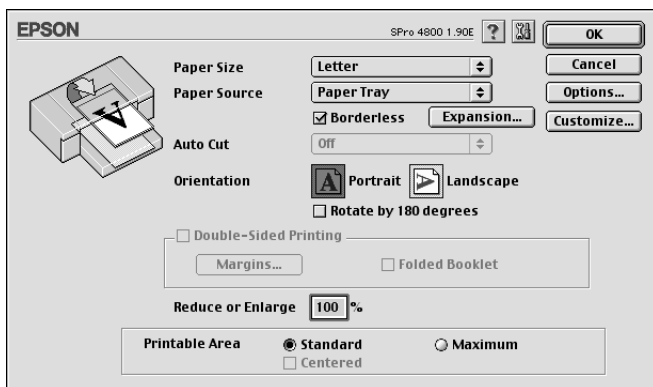 EPSON SPro 4800 1.90E ? OK
Paper Size Letter Cancel
Paper Source Paper Tray Options...
Borderless Expansion... Customize...
Auto Cut Off
Orientation A Portrait A Landscape
Rotate by 180 degrees
Double-Sided Printing
Margins... Folded Booklet
Reduce or Enlarge 100 %
Printable Area Standard Maximum
Centered